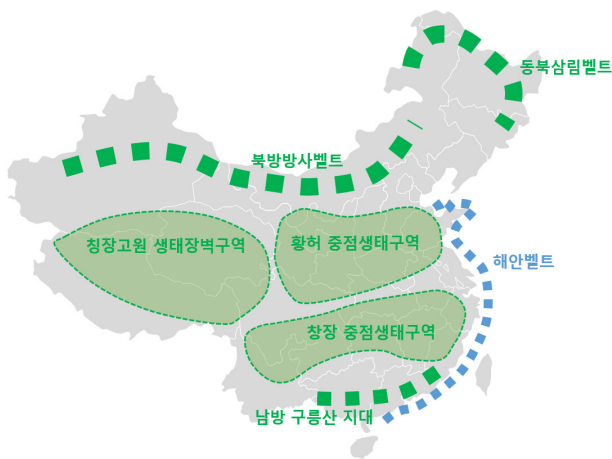 동북삼림벨트
북방방사벨트
칭장고원 생태장벽구역
황허 중점생태구역
해안벨트
창장 중점생태구역
남방 구릉산 지대